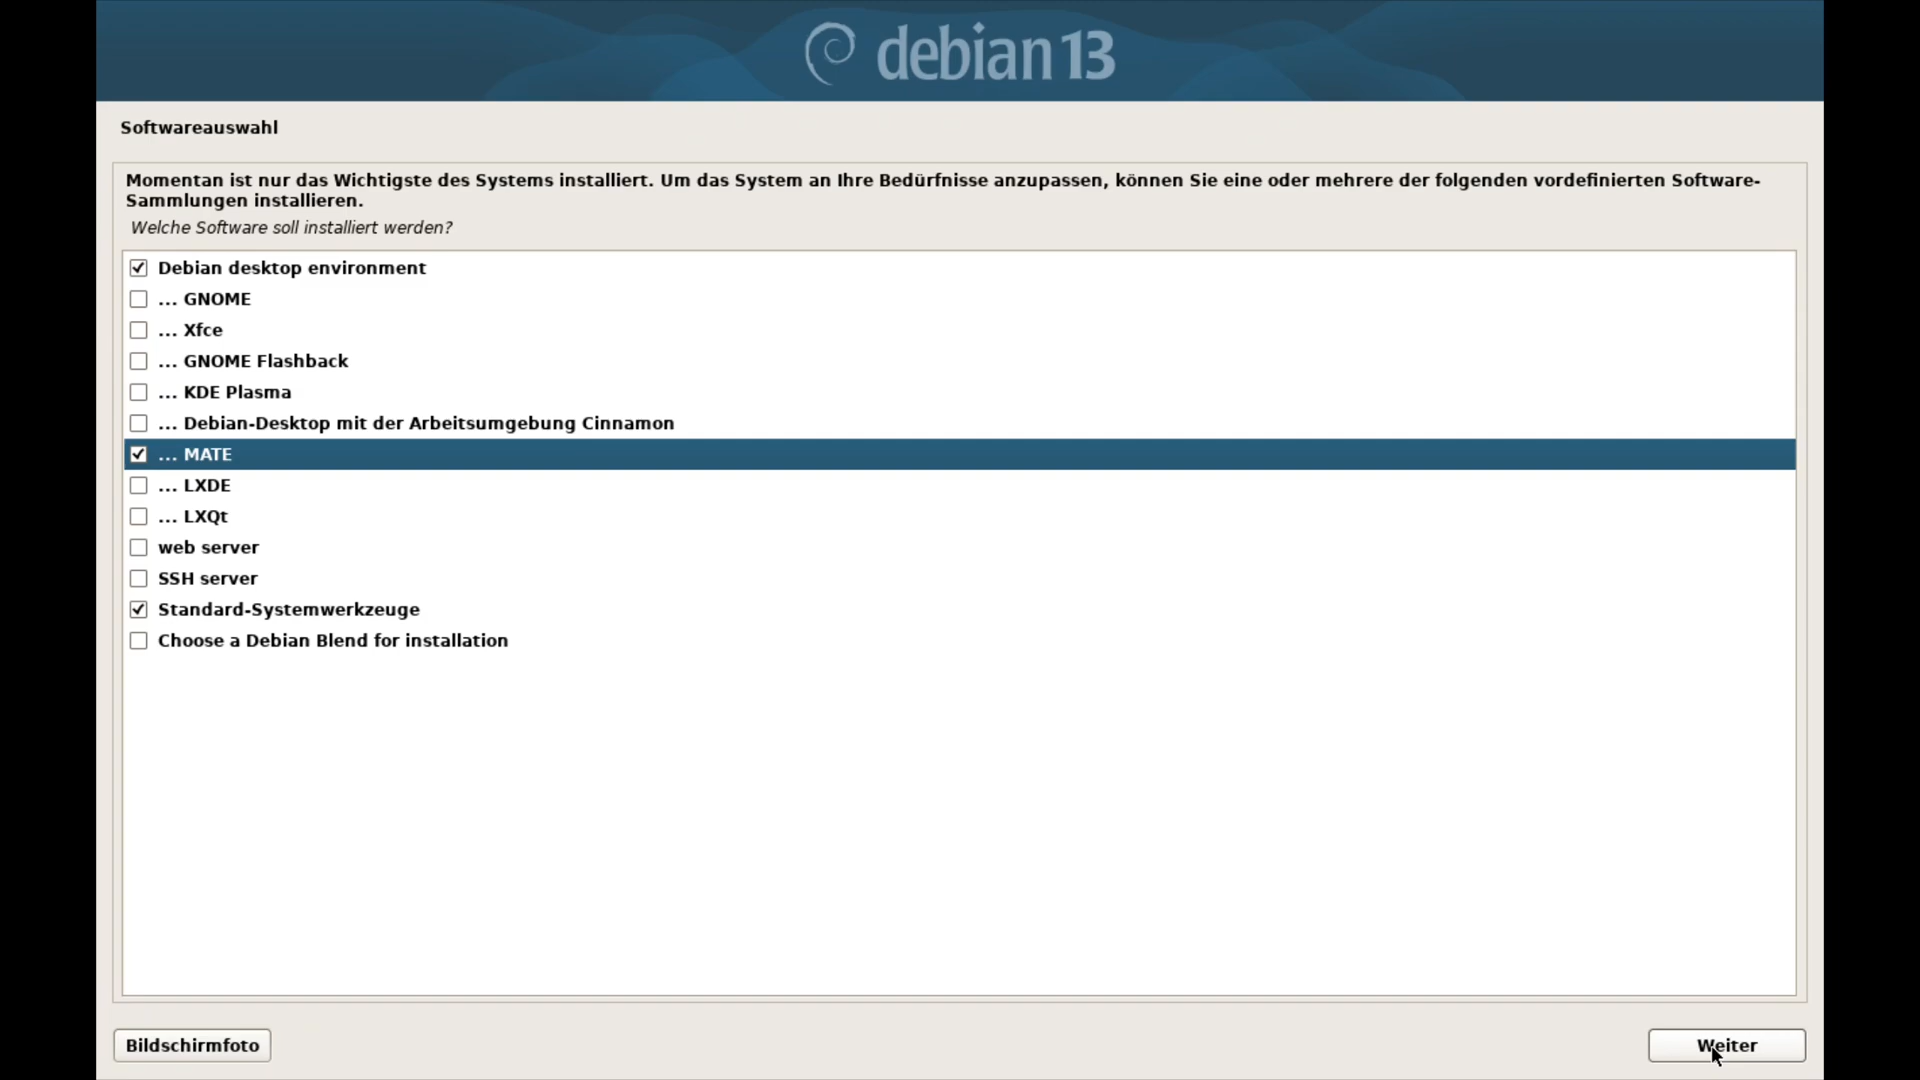 debian 13
Softwareauswahl
Momentan ist nur das Wichtigste des Systems installiert. Um das System an Ihre Bedürfnisse anzupassen, können Sie eine oder mehrere der folgenden vordefinierten Software-
Sammlungen installieren.
Welche Software soll installiert werden?
Debian desktop environment
... GNOME
... Xfce
... GNOME Flashback
... KDE Plasma
... Debian-Desktop mit der Arbeitsumgebung Cinnamon
... MATE
... LXDE
... LXQt
web server
SSH server
Standard-Systemwerkzeuge
Choose a Debian Blend for installation
Bildschirmfoto
Weiter